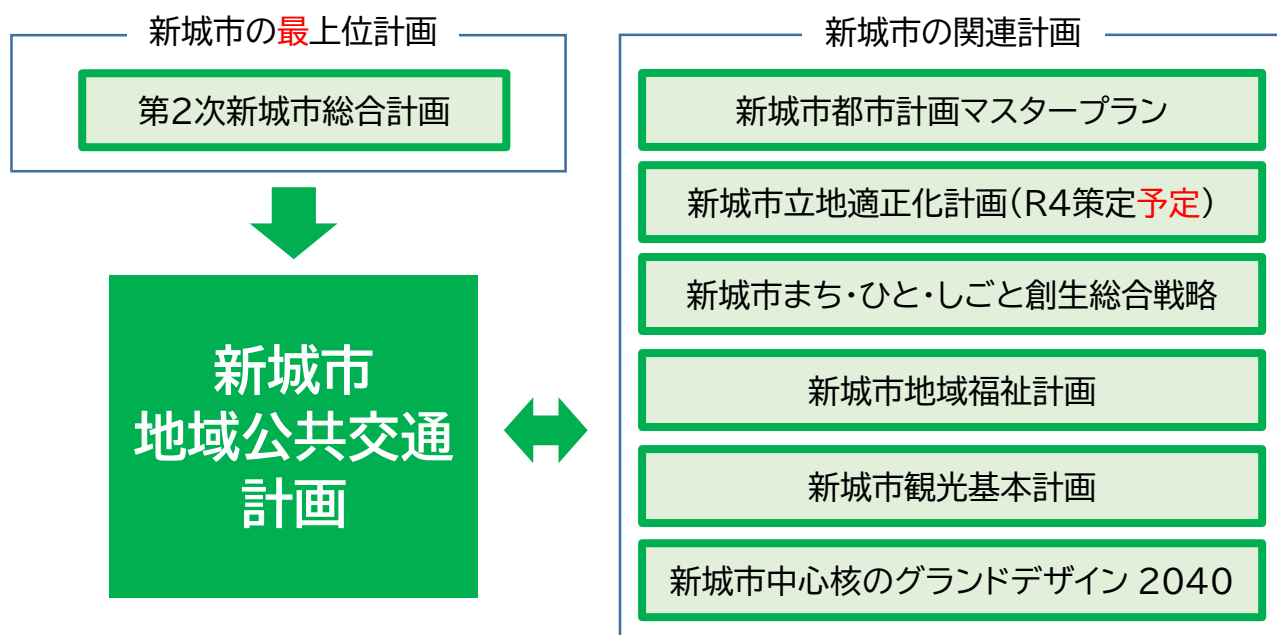 新城市の最上位計画
第2次新城市総合計画
新城市
地域公共交通
計画
新城市の関連計画
新城市都市計画マスタープラン
新城市立地適正化計画(R4策定予定)
新城市まち・ひと・しごと創生総合戦略
新城市地域福祉計画
新城市観光基本計画
新城市中心核のグランドデザイン 2040